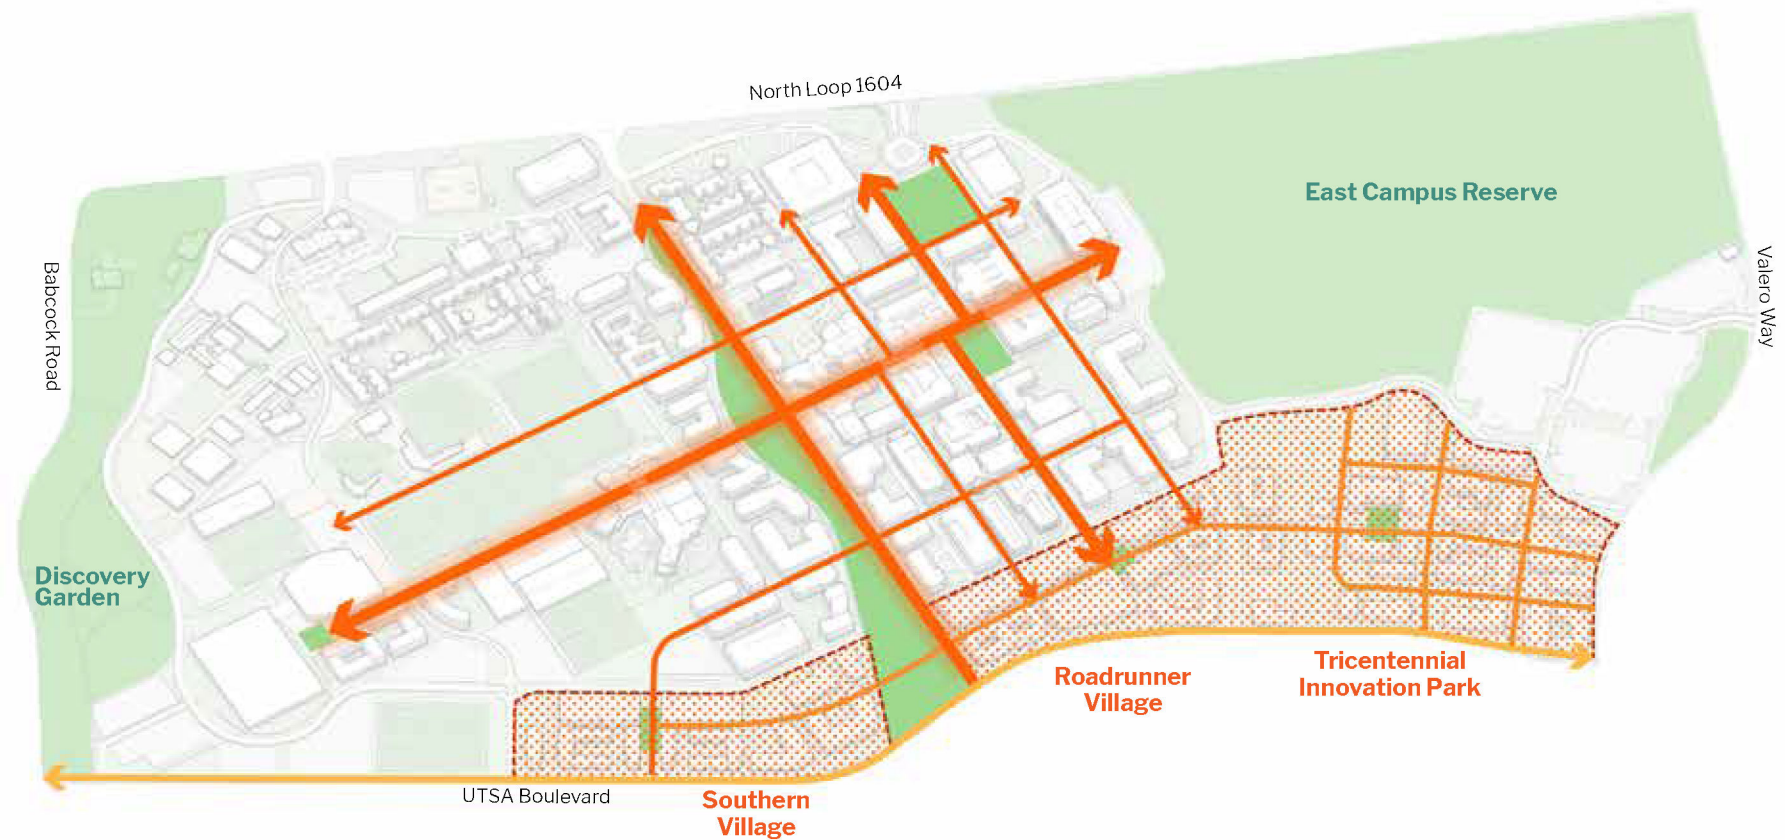 North Loop 1604
East Campus Reserve
Babcock Road
Valero Way
Discovery
Garden
Roadrunner
Village
Tricentennial
Innovation Park
UTSA Boulevard
Southern
Village